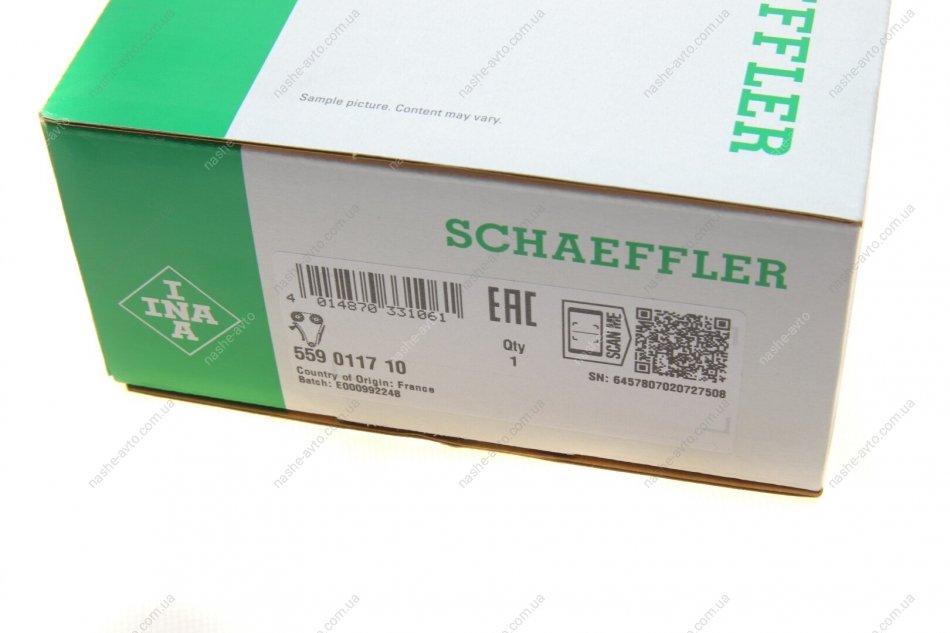 FFLER
Sample picture. Content may vary.
SCHAEFFLER
INA
INA
4 014870 331061
EAC
559 0117 10
Qty
1
SCAN ME
Country of Origin: France
Batch: E000992248
SN: 6457807020727508
nashe-avto.com.ua